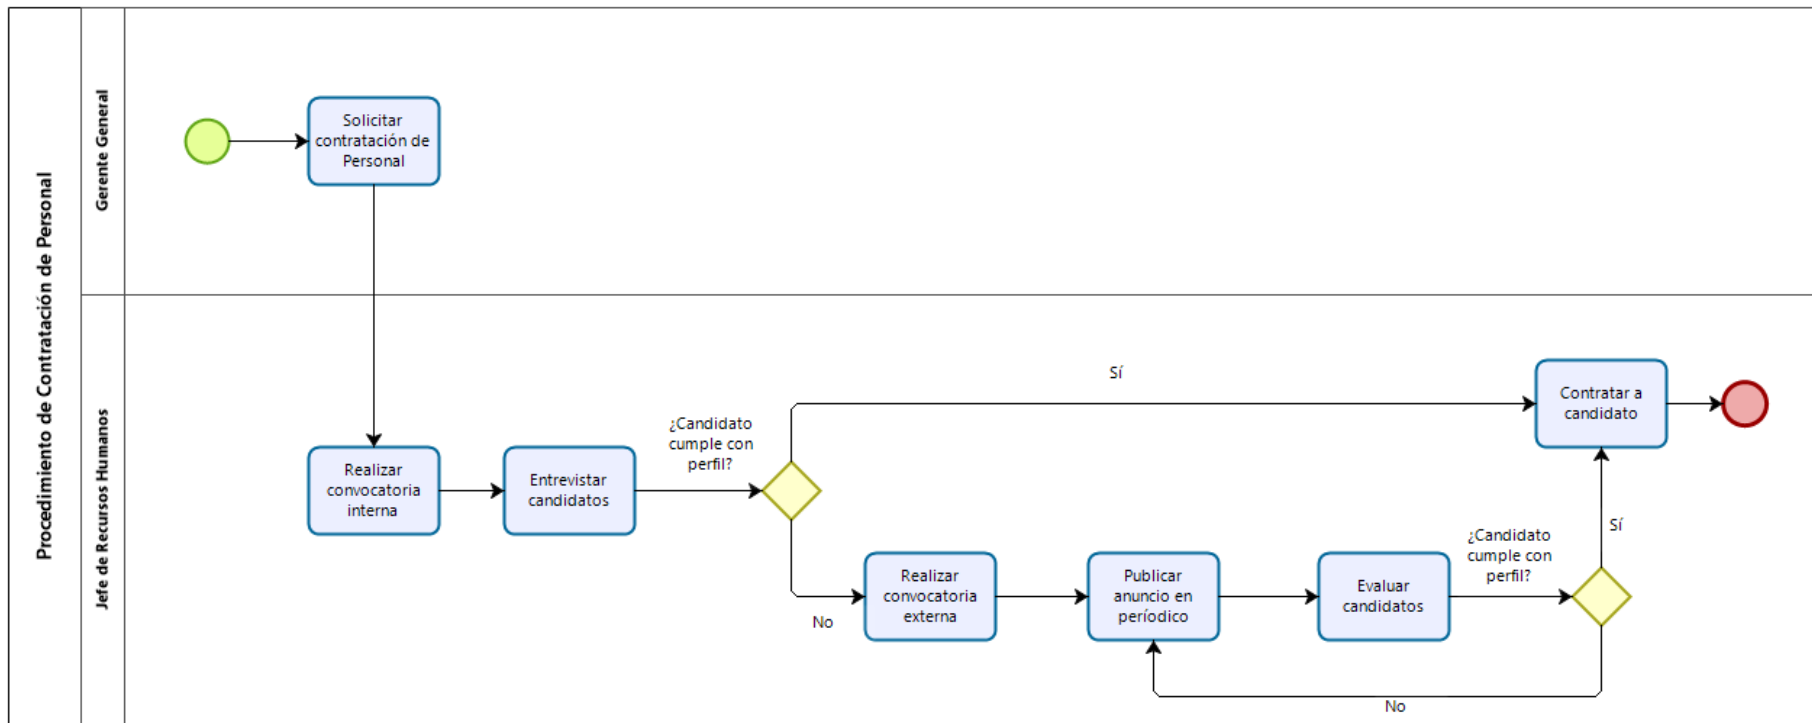 Procedimiento de Contratación de Personal
Gerente General
Solicitar
contratación de
Personal
Jefe de Recursos Humanos
Realizar
convocatoria
interna
Entrevistar
candidatos
¿Candidato
cumple con
perfil?
Sí
No
Realizar
convocatoria
externa
Publicar
anuncio en
períodico
Evaluar
candidatos
¿Candidato
cumple con
perfil?
Sí
No
Contratar a
candidato